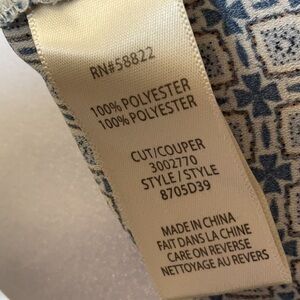 RN#58822
100% POLYESTER
100% POLYESTER
CUT/COUPER
3002770
STYLE/STYLE
8705D39
MADE IN CHINA
FAIT DANS LA CHINE
CARE ON REVERSE
NETTOYAGE AU REVERS